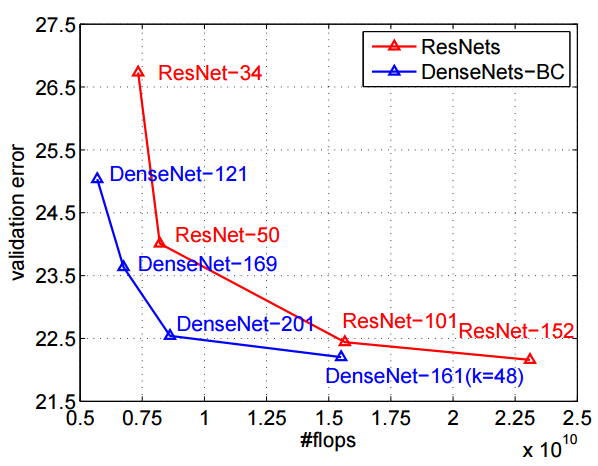 27.5
ResNets
DenseNets-BC
ResNet-34
26.5
25.5
DenseNet-121
24.5
ResNet-50
DenseNet-169
23.5
DenseNet-201
ResNet-101
ResNet-152
22.5
DenseNet-161(k=48)
21.5
validation error
0.5 0.75 1 1.25 1.5 1.75 2 2.25 2.5
#flops
x 10^10